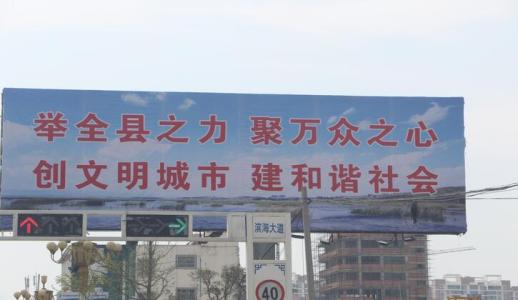 举全县之力 聚万众之心
创文明城市 建和谐社会
滨海大道
40